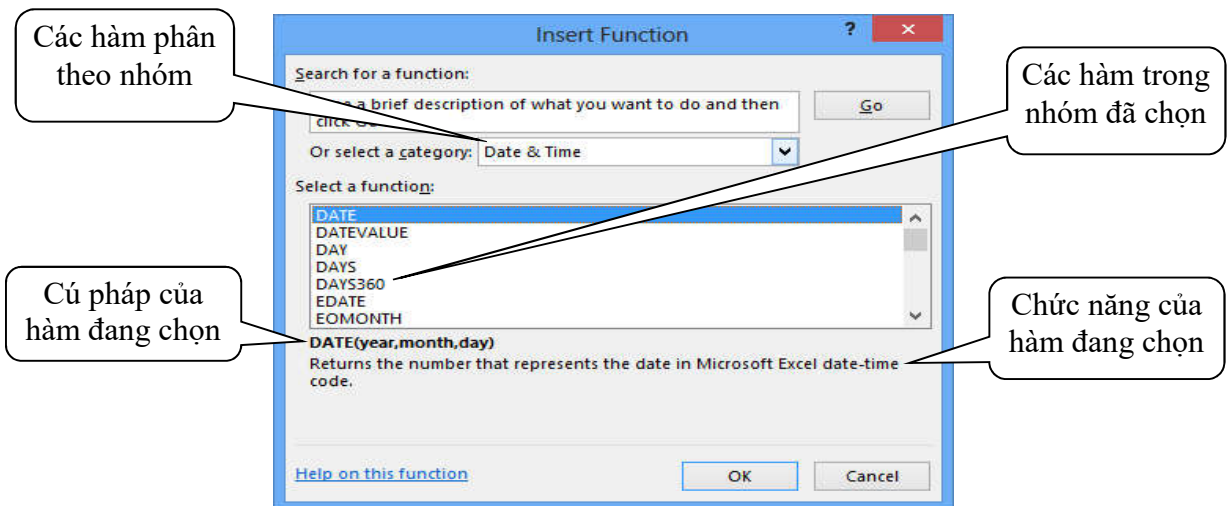 Các hàm phân
theo nhóm
Insert Function
?
Search for a function:
a brief description of what you want to do and then
click
Go
Or select a category: Date & Time
Các hàm trong
nhóm đã chọn
Select a function:
DATE
DATEVALUE
DAY
DAYS
DAYS360
EDATE
EOMONTH
Cú pháp của
hàm đang chọn
DATE(year,month,day)
Returns the number that represents the date in Microsoft Excel date-time
code.
Chức năng của
hàm đang chọn
Help on this function
OK
Cancel